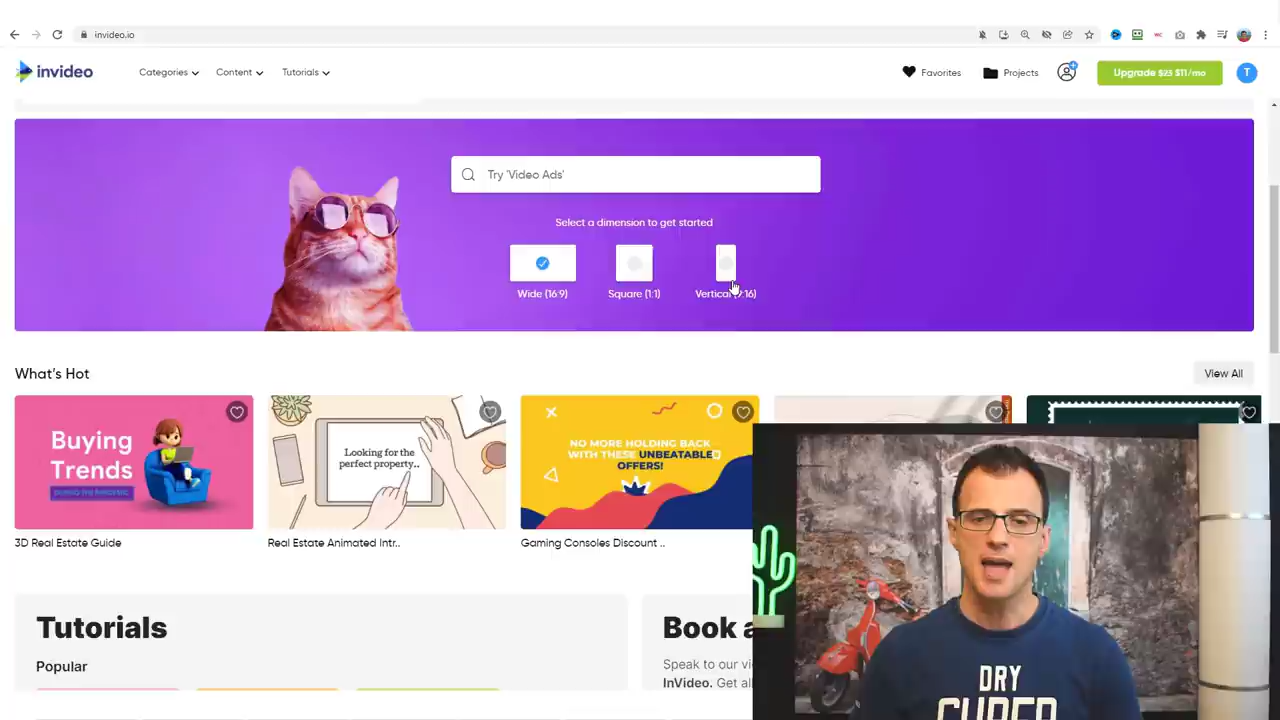 invideo.io
invideo
Categories
Content
Tutorials
Favorites
Projects
Upgrade $23 $11/mo
T
Try 'Video Ads'
Select a dimension to get started
Wide (16:9)
Square (1:1)
Vertical (9:16)
What's Hot
View All
Buying
Trends
Looking for the
perfect property..
NO MORE HOLDING BACK
WITH THESE UNBEATABLE
OFFERS!
3D Real Estate Guide
Real Estate Animated Intr..
Gaming Consoles Discount ..
Tutorials
Popular
Book a
Speak to our vi
InVideo. Get al
DRY